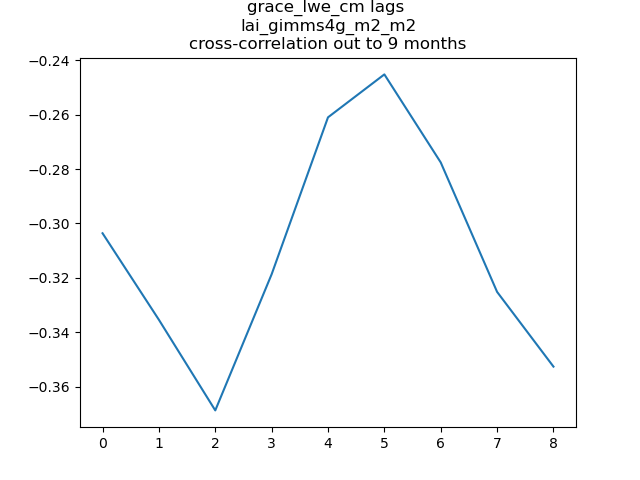 grace_lwe_cm lags
lai_gimms4g_m2_m2
cross-correlation out to 9 months
−0.24
−0.26
−0.28
−0.30
−0.32
−0.34
−0.36
0 1 2 3 4 5 6 7 8